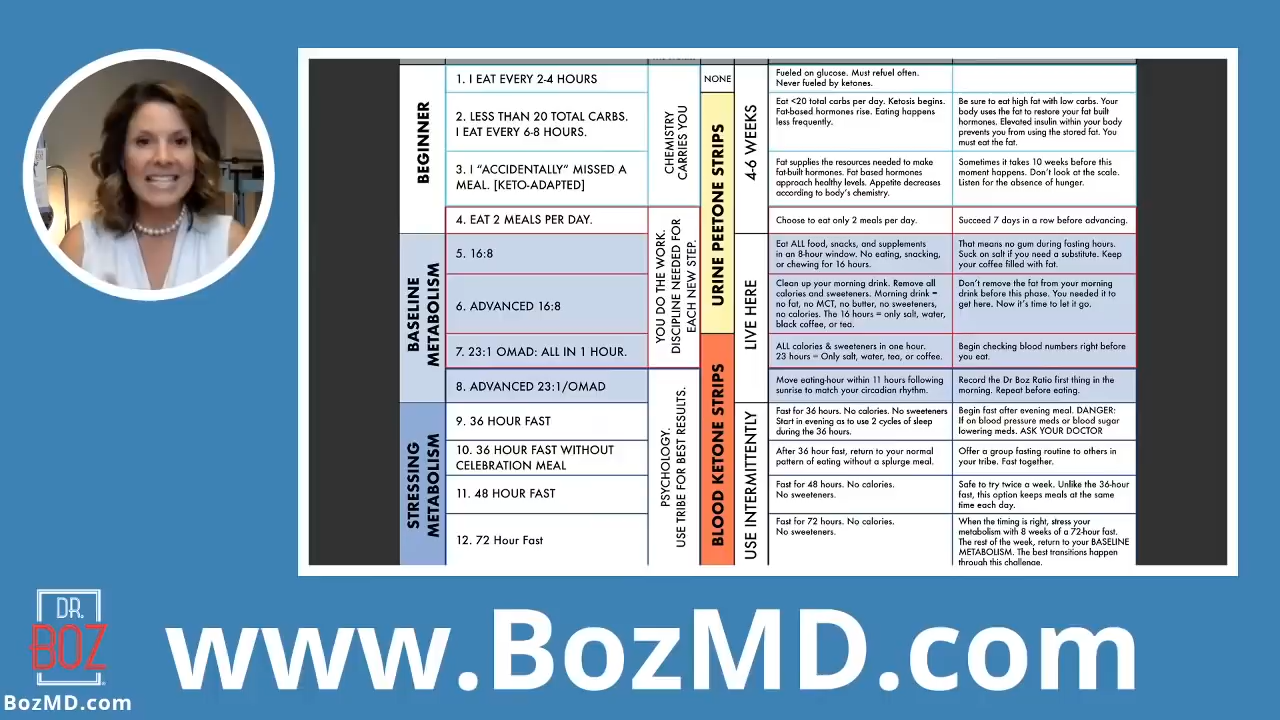 BEGINNER
1. I EAT EVERY 2-4 HOURS
2. LESS THAN 20 TOTAL CARBS.
I EAT EVERY 6-8 HOURS.
3. I “ACCIDENTALLY” MISSED A
MEAL. [KETO-ADAPTED]
4. EAT 2 MEALS PER DAY.
BASELINE
METABOLISM
5. 16:8
6. ADVANCED 16:8
7. 23:1 OMAD: ALL IN 1 HOUR.
8. ADVANCED 23:1/OMAD
STRESSING
METABOLISM
9. 36 HOUR FAST
10. 36 HOUR FAST WITHOUT
CELEBRATION MEAL
11. 48 HOUR FAST
12. 72 Hour Fast
CHEMISTRY
CARRIES YOU
YOU DO THE WORK.
DISCIPLINE NEEDED FOR
EACH NEW STEP.
PSYCHOLOGY.
USE TRIBE FOR BEST RESULTS.
NONE
URINE PEETONE STRIPS
BLOOD KETONE STRIPS
4-6 WEEKS
LIVE HERE
USE INTERMITTENTLY
Fueled on glucose. Must refuel often.
Never fueled by ketones.
Eat <20 total carbs per day. Ketosis begins.
Fat-based hormones rise. Eating happens
less frequently.
Be sure to eat high fat with low carbs. Your
body uses the fat to restore your fat built
hormones. Elevated insulin within your body
prevents you from using the stored fat. You
must eat the fat.
Fat supplies the resources needed to make
fat-built hormones. Fat based hormones
approach healthy levels. Appetite decreases
according to body’s chemistry.
Sometimes it takes 10 weeks before this
moment happens. Don’t look at the scale.
Listen for the absence of hunger.
Choose to eat only 2 meals per day.
Succeed 7 days in a row before advancing.
Eat ALL food, snacks, and supplements
in an 8-hour window. No eating, snacking,
or chewing for 16 hours.
That means no gum during fasting hours.
Suck on salt if you need a substitute. Keep
your coffee filled with fat.
Clean up your morning drink. Remove all
calories and sweeteners. Morning drink =
no fat, no MCT, no butter, no sweeteners,
no calories. The 16 hours = only salt, water,
black coffee, or tea.
Don’t remove the fat from your morning
drink before this phase. You needed it to
get here. Now it’s time to let it go.
ALL calories & sweeteners in one hour.
23 hours = Only salt, water, tea, or coffee.
Begin checking blood numbers right before
you eat.
Move eating-hour within 11 hours following
sunrise to match your circadian rhythm.
Record the Dr Boz Ratio first thing in the
morning. Repeat before eating.
Fast for 36 hours. No calories. No sweeteners
Start in evening as to use 2 cycles of sleep
during the 36 hours.
Begin fast after evening meal. DANGER:
If on blood pressure meds or blood sugar
lowering meds. ASK YOUR DOCTOR
After 36 hour fast, return to your normal
pattern of eating without a splurge meal.
Offer a group fasting routine to others in
your tribe. Fast together.
Fast for 48 hours. No calories.
No sweeteners.
Safe to try twice a week. Unlike the 36-hour
fast, this option keeps meals at the same
time each day.
Fast for 72 hours. No calories.
No sweeteners.
When the timing is right, stress your
metabolism with 8 weeks of a 72-hour fast.
The rest of the week, return to your BASELINE
METABOLISM. The best transitions happen
through this challenge.
DR.
BOZ
BozMD.com
www.BozMD.com